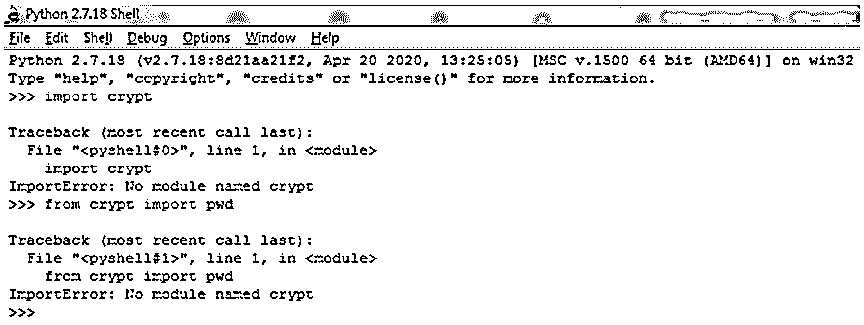 Python 2.7.18 Shell
File Edit Shell Debug Options Window Help
Python 2.7.18 (v2.7.18:8d21aa21f2, Apr 20 2020, 13:25:05) [MSC v.1500 64 bit (AMD64)] on win32
Type "help", "copyright", "credits" or "license()" for more information.
>>> import crypt
Traceback (most recent call last):
  File "<pyshell#0>", line 1, in <module>
    import crypt
ImportError: No module named crypt
>>> from crypt import pwd
Traceback (most recent call last):
  File "<pyshell#1>", line 1, in <module>
    from crypt import pwd
ImportError: No module named crypt
>>>